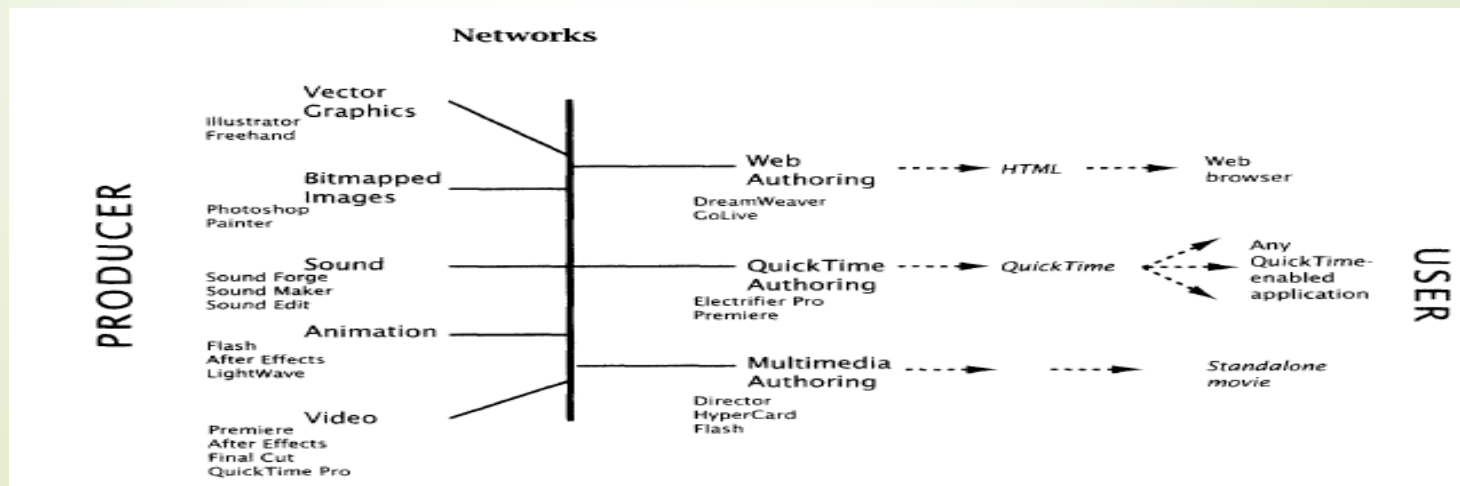 Networks
PRODUCER
Vector
Graphics
Illustrator
Freehand
Bitmapped
Images
Photoshop
Painter
Sound
Sound Forge
Sound Maker
Sound Edit
Animation
Flash
After Effects
LightWave
Video
Premiere
After Effects
Final Cut
QuickTime Pro
Web
Authoring
DreamWeaver
GoLive
HTML
Web
browser
QuickTime
Authoring
Electrifier Pro
Premiere
QuickTime
Any
QuickTime-
enabled
application
Multimedia
Authoring
Director
HyperCard
Flash
Standalone
movie
USER